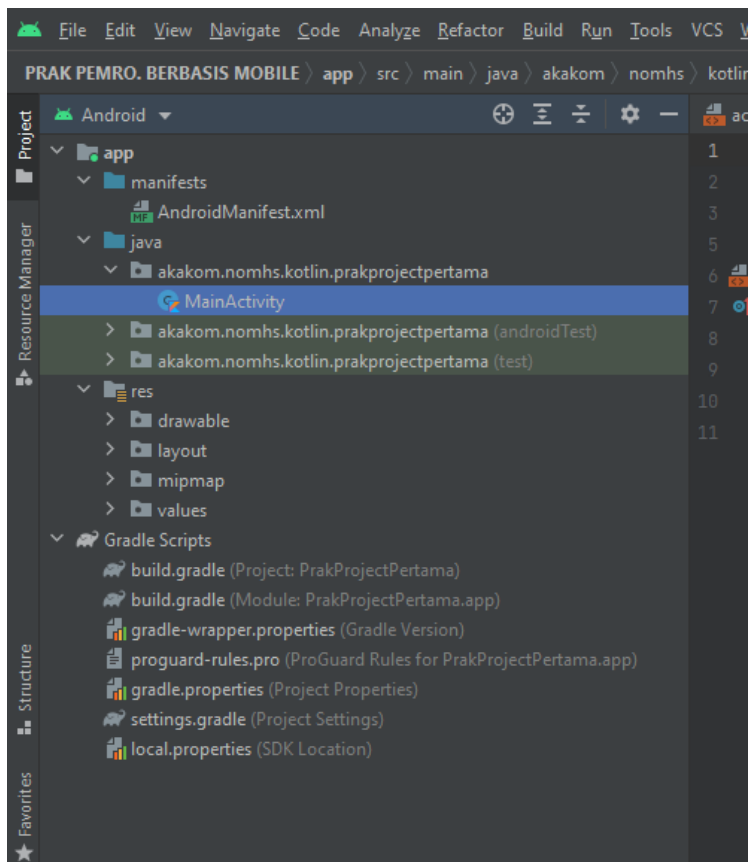 File Edit View Navigate Code Analyze Refactor Build Run Tools VCS
PRAK PEMRO. BERBASIS MOBILE 〉 app 〉 src 〉 main 〉 java 〉 akakom 〉 nomhs 〉 kotlin
Project
Resource Manager
Structure
Favorites
Android
app
manifests
AndroidManifest.xml
java
akakom.nomhs.kotlin.prakprojectpertama
MainActivity
akakom.nomhs.kotlin.prakprojectpertama (androidTest)
akakom.nomhs.kotlin.prakprojectpertama (test)
res
drawable
layout
mipmap
values
Gradle Scripts
build.gradle (Project: PrakProjectPertama)
build.gradle (Module: PrakProjectPertama.app)
gradle-wrapper.properties (Gradle Version)
proguard-rules.pro (ProGuard Rules for PrakProjectPertama.app)
gradle.properties (Project Properties)
settings.gradle (Project Settings)
local.properties (SDK Location)
ac
1
2
3
5
6
7
8
9
10
11